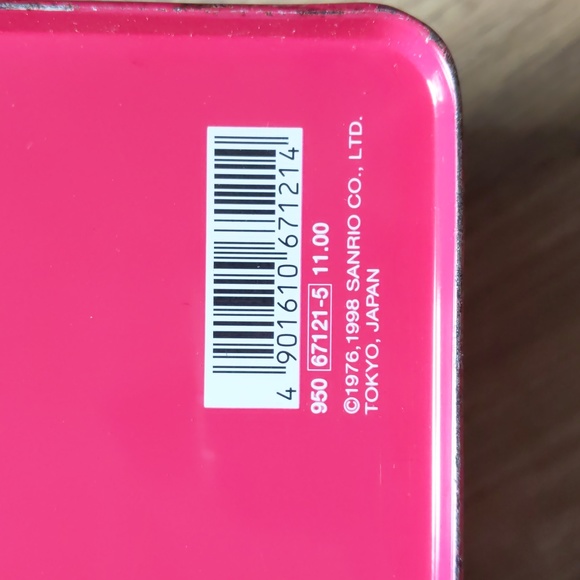 4 901610 671214
950 67121-5 11.00
©1976,1998 SANRIO CO., LTD.
TOKYO, JAPAN